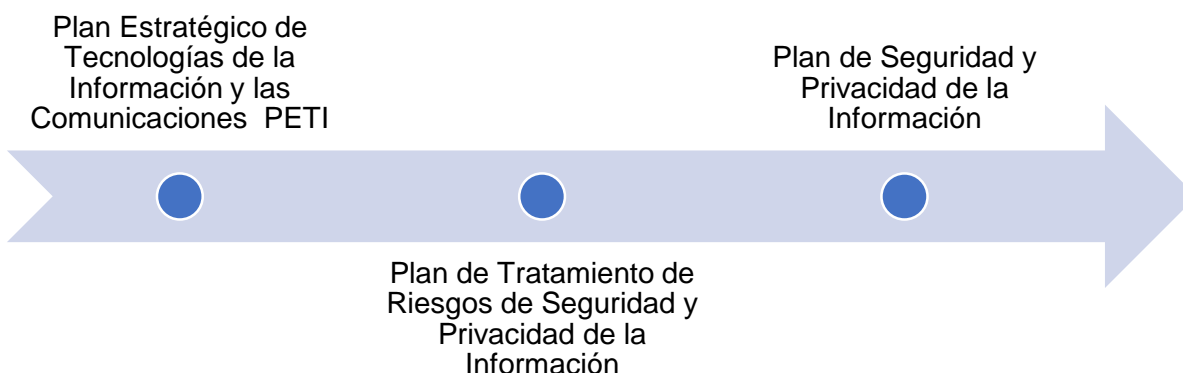 Plan Estratégico de
Tecnologías de la
Información y las
Comunicaciones PETI
Plan de Tratamiento de
Riesgos de Seguridad y
Privacidad de la
Información
Plan de Seguridad y
Privacidad de la
Información